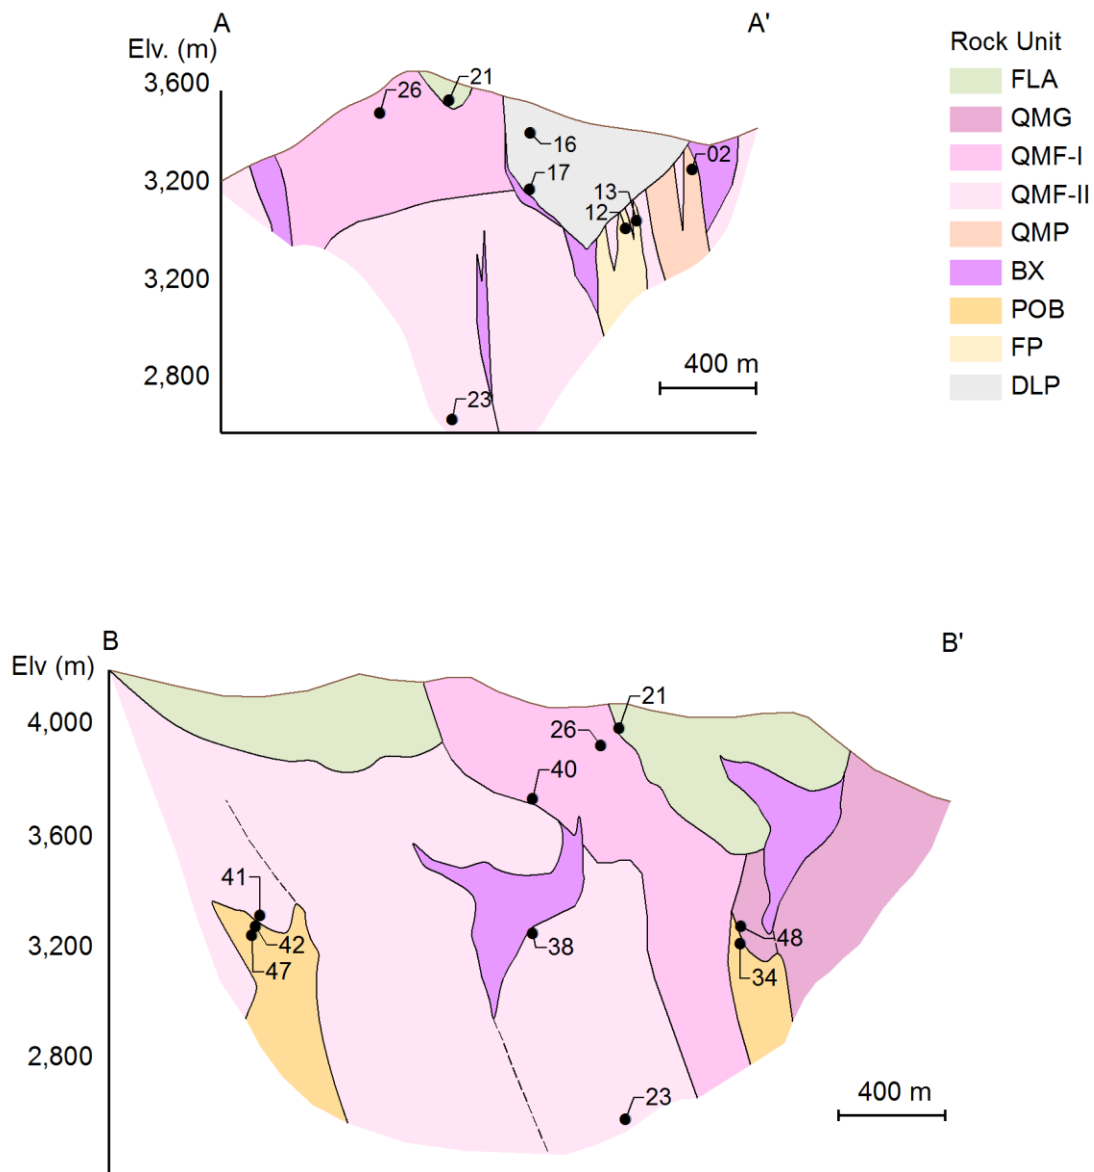 A
A'
Elv. (m)
Rock Unit
3,600
FLA
26
21
QMG
16
02
QMF-I
3,200
17
13
QMF-II
12
QMP
3,200
BX
POB
400 m
FP
2,800
DLP
23
B
B'
Elv (m)
21
4,000
26
40
3,600
41
48
3,200
42
38
47
34
2,800
23
400 m